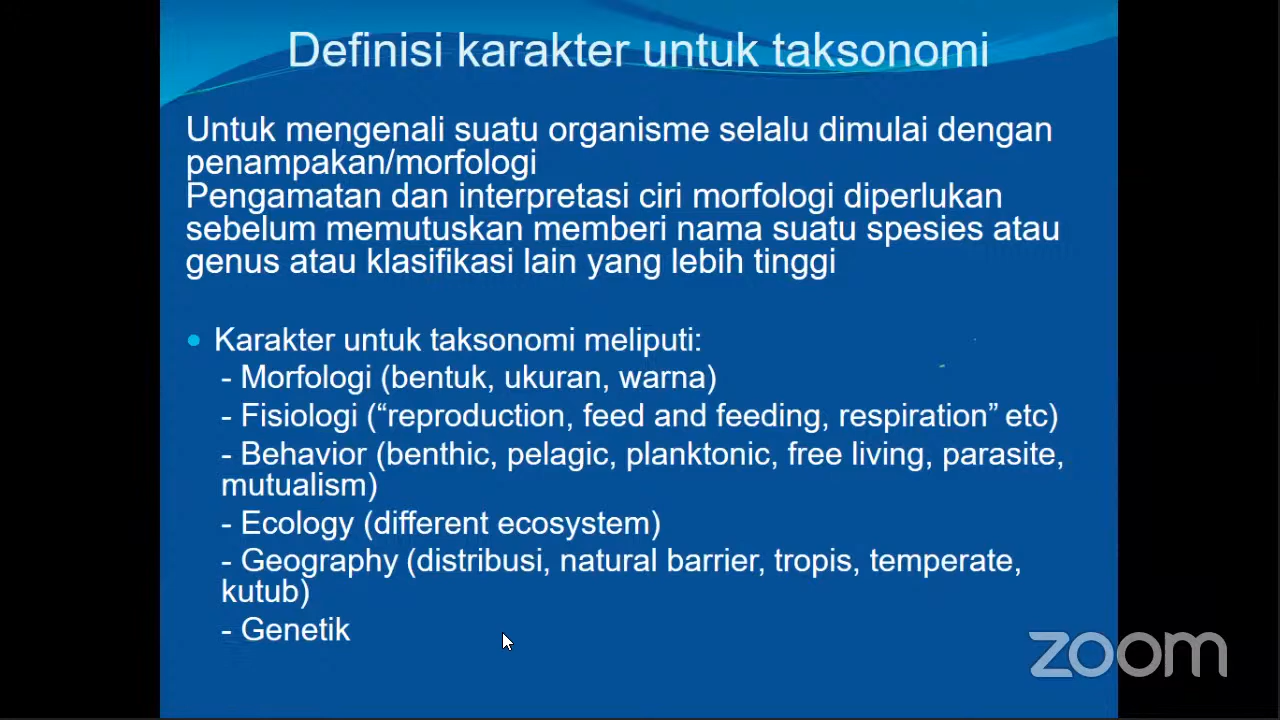 Definisi karakter untuk taksonomi
Untuk mengenali suatu organisme selalu dimulai dengan
penampakan/morfologi
Pengamatan dan interpretasi ciri morfologi diperlukan
sebelum memutuskan memberi nama suatu spesies atau
genus atau klasifikasi lain yang lebih tinggi
• Karakter untuk taksonomi meliputi:
- Morfologi (bentuk, ukuran, warna)
- Fisiologi (“reproduction, feed and feeding, respiration” etc)
- Behavior (benthic, pelagic, planktonic, free living, parasite,
mutualism)
- Ecology (different ecosystem)
- Geography (distribusi, natural barrier, tropis, temperate,
kutub)
- Genetik
zoom